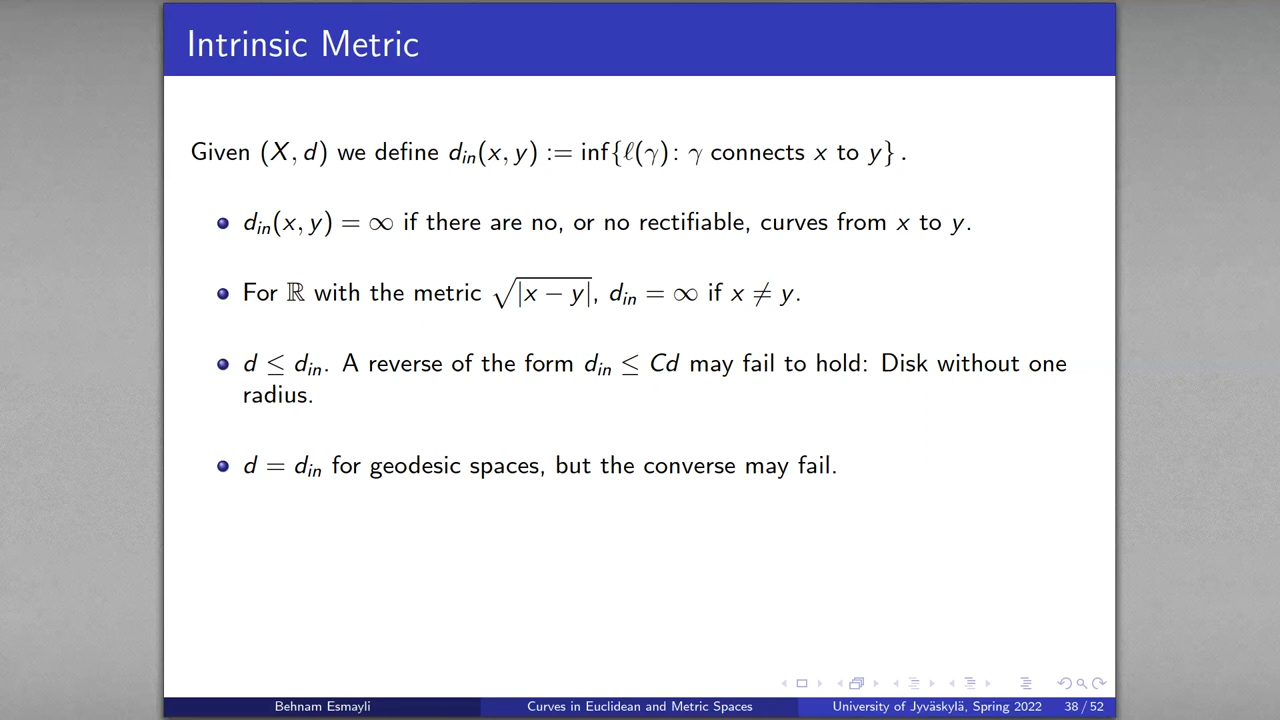 Intrinsic Metric
Given (X, d) we define d_in(x, y) := inf{ℓ(γ): γ connects x to y} .
d_in(x, y) = ∞ if there are no, or no rectifiable, curves from x to y.
For ℝ with the metric √|x − y|, d_in = ∞ if x ≠ y.
d ≤ d_in. A reverse of the form d_in ≤ Cd may fail to hold: Disk without one
radius.
d = d_in for geodesic spaces, but the converse may fail.
Behnam Esmayli Curves in Euclidean and Metric Spaces University of Jyväskylä, Spring 2022 38 / 52